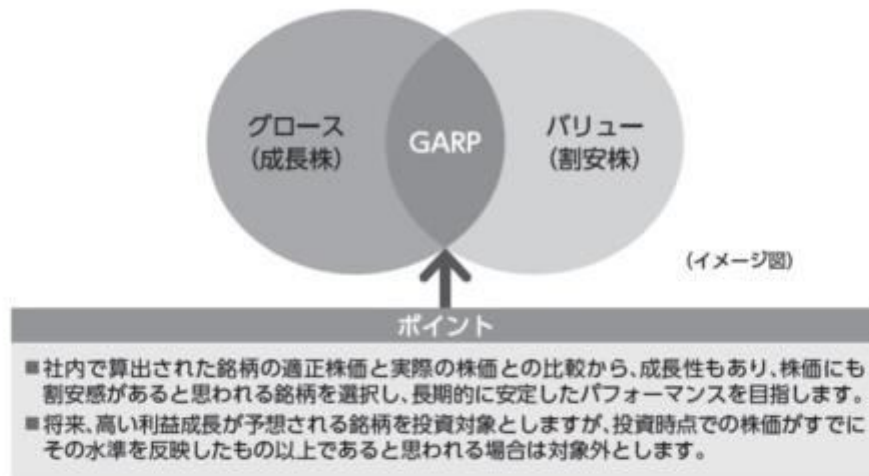 グロース
(成長株)
GARP
バリュー
(割安株)
(イメージ図)
ポイント
■社内で算出された銘柄の適正株価と実際の株価との比較から、成長性もあり、株価にも
割安感があると思われる銘柄を選択し、長期的に安定したパフォーマンスを目指します。
■将来、高い利益成長が予想される銘柄を投資対象としますが、投資時点での株価がすでに
その水準を反映したもの以上であると思われる場合は対象外とします。